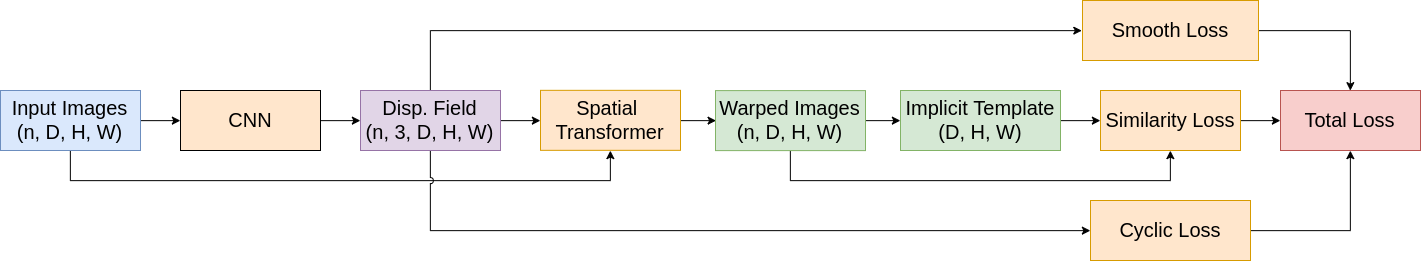 Smooth Loss
Input Images
(n, D, H, W)
CNN
Disp. Field
(n, 3, D, H, W)
Spatial
Transformer
Warped Images
(n, D, H, W)
Implicit Template
(D, H, W)
Similarity Loss
Total Loss
Cyclic Loss